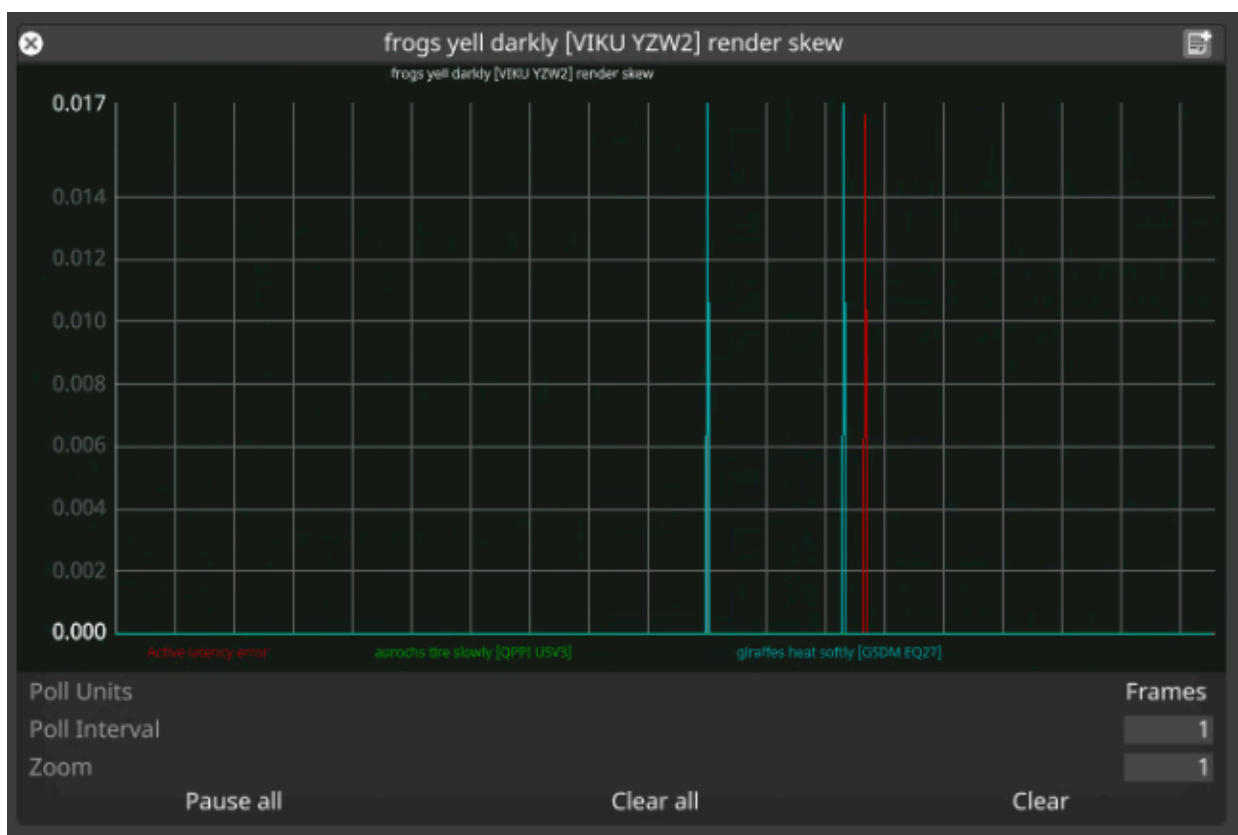 frogs yell darkly [VIKU YZW2] render skew
frogs yell darkly [VIKU YZW2] render skew
0.017
0.014
0.012
0.010
0.008
0.006
0.004
0.002
0.000
Active latency error aurochs tire slowly [QPPI U5V3] giraffes heat softly [GSDM EQ27]
Poll Units Frames
Poll Interval 1
Zoom 1
Pause all Clear all Clear